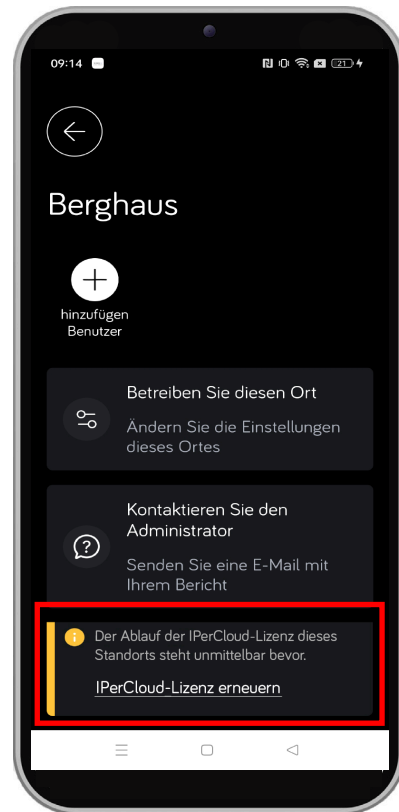 09:14
21
Berghaus
hinzufügen
Benutzer
Betreiben Sie diesen Ort
Ändern Sie die Einstellungen
dieses Ortes
Kontaktieren Sie den
Administrator
Senden Sie eine E-Mail mit
Ihrem Bericht
Der Ablauf der IPerCloud-Lizenz dieses
Standorts steht unmittelbar bevor.
IPerCloud-Lizenz erneuern